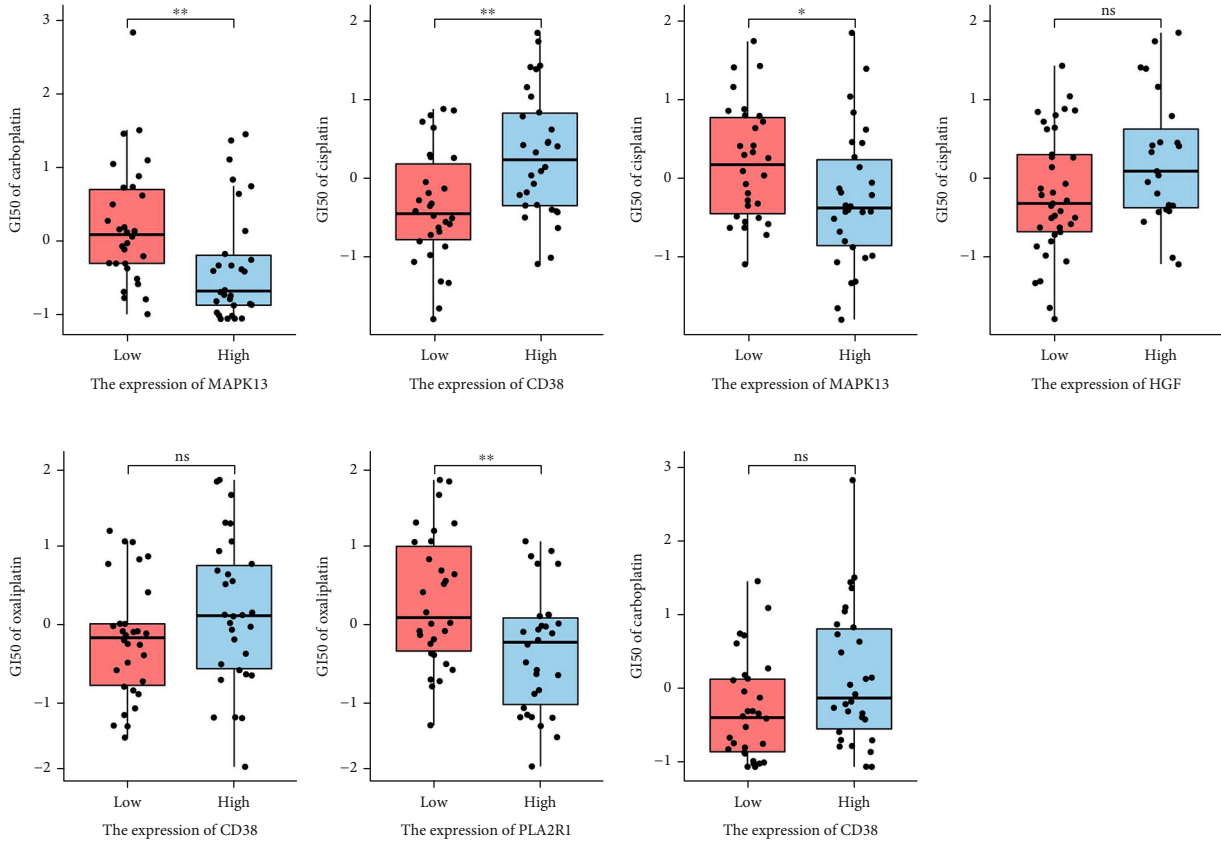 **
GI50 of carboplatin
3
2
1
0
−1
Low
High
The expression of MAPK13
**
GI50 of cisplatin
2
1
0
−1
Low
High
The expression of CD38
*
GI50 of cisplatin
2
1
0
−1
Low
High
The expression of MAPK13
ns
GI50 of cisplatin
2
1
0
−1
Low
High
The expression of HGF
ns
GI50 of oxaliplatin
2
1
0
−1
−2
Low
High
The expression of CD38
**
GI50 of oxaliplatin
2
1
0
−1
−2
Low
High
The expression of PLA2R1
ns
GI50 of carboplatin
3
2
1
0
−1
Low
High
The expression of CD38